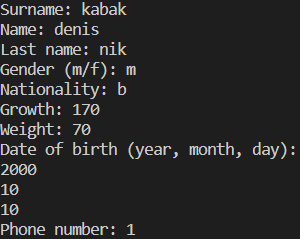 Surname: kabak
Name: denis
Last name: nik
Gender (m/f): m
Nationality: b
Growth: 170
Weight: 70
Date of birth (year, month, day):
2000
10
10
Phone number: 1